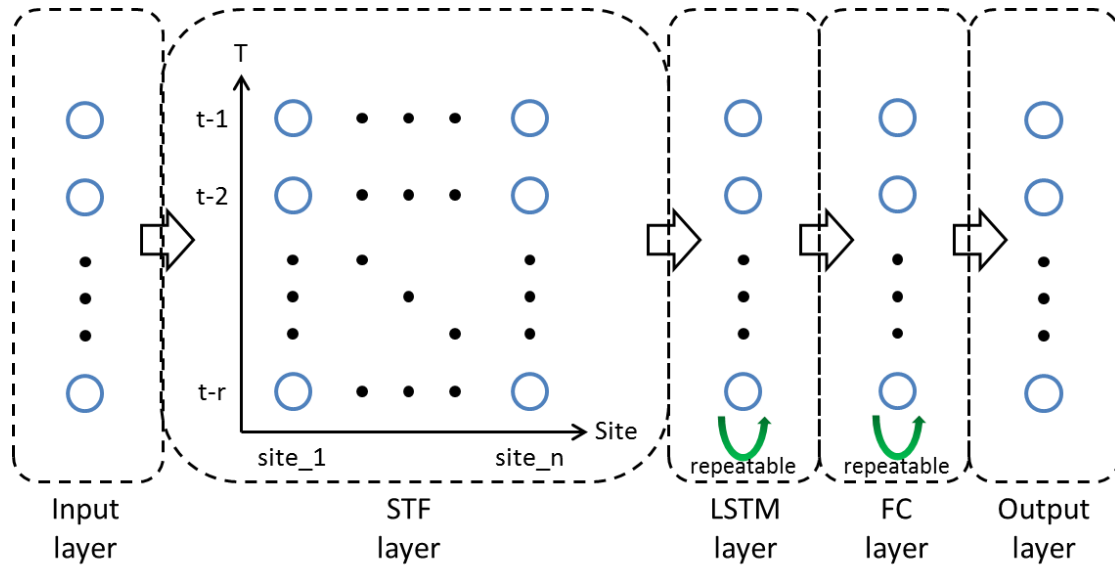 T
t-1
t-2
t-r
Site
site_1
site_n
repeatable
repeatable
Input
layer
STF
layer
LSTM
layer
FC
layer
Output
layer